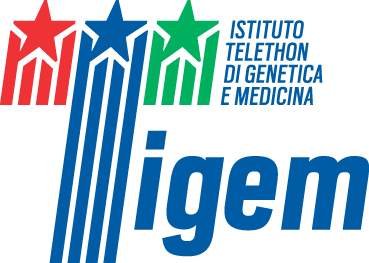 ISTITUTO
TELETHON
DI GENETICA
E MEDICINA
Tigem